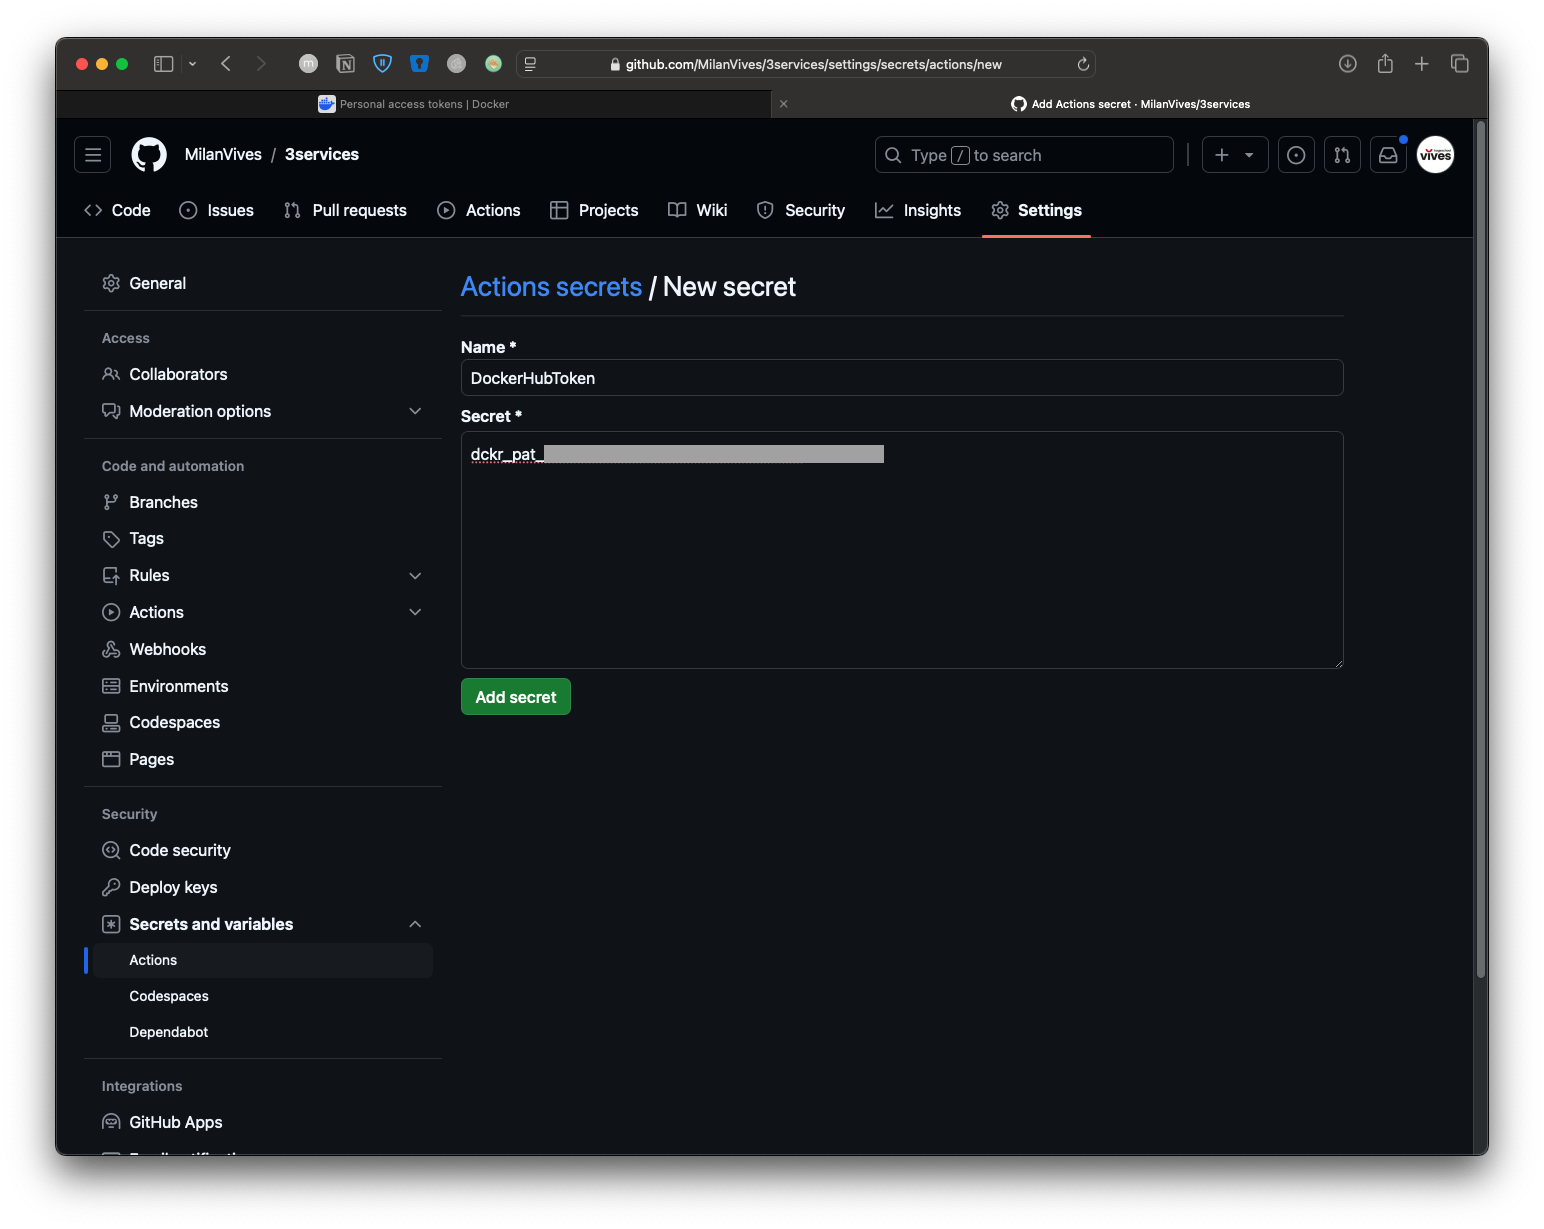 github.com/MilanVives/3services/settings/secrets/actions/new
Personal access tokens | Docker
Add Actions secret · MilanVives/3services
MilanVives / 3services
Type / to search
vives
Code
Issues
Pull requests
Actions
Projects
Wiki
Security
Insights
Settings
General
Access
Collaborators
Moderation options
Code and automation
Branches
Tags
Rules
Actions
Webhooks
Environments
Codespaces
Pages
Security
Code security
Deploy keys
Secrets and variables
Actions
Codespaces
Dependabot
Integrations
GitHub Apps
Actions secrets / New secret
Name *
DockerHubToken
Secret *
dckr_pat_
Add secret